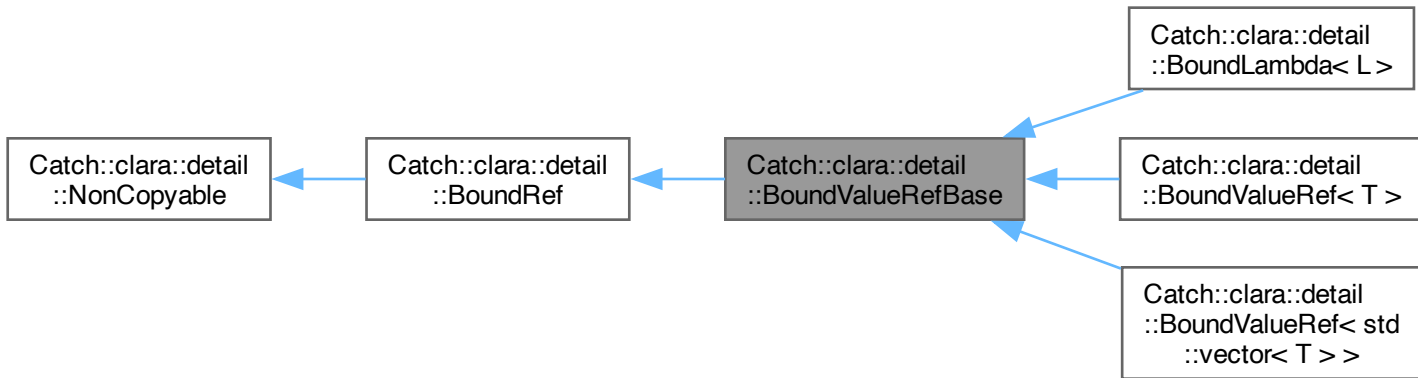 Catch::clara::detail
::NonCopyable
Catch::clara::detail
::BoundRef
Catch::clara::detail
::BoundValueRefBase
Catch::clara::detail
::BoundLambda< L >
Catch::clara::detail
::BoundValueRef< T >
Catch::clara::detail
::BoundValueRef< std
::vector< T > >